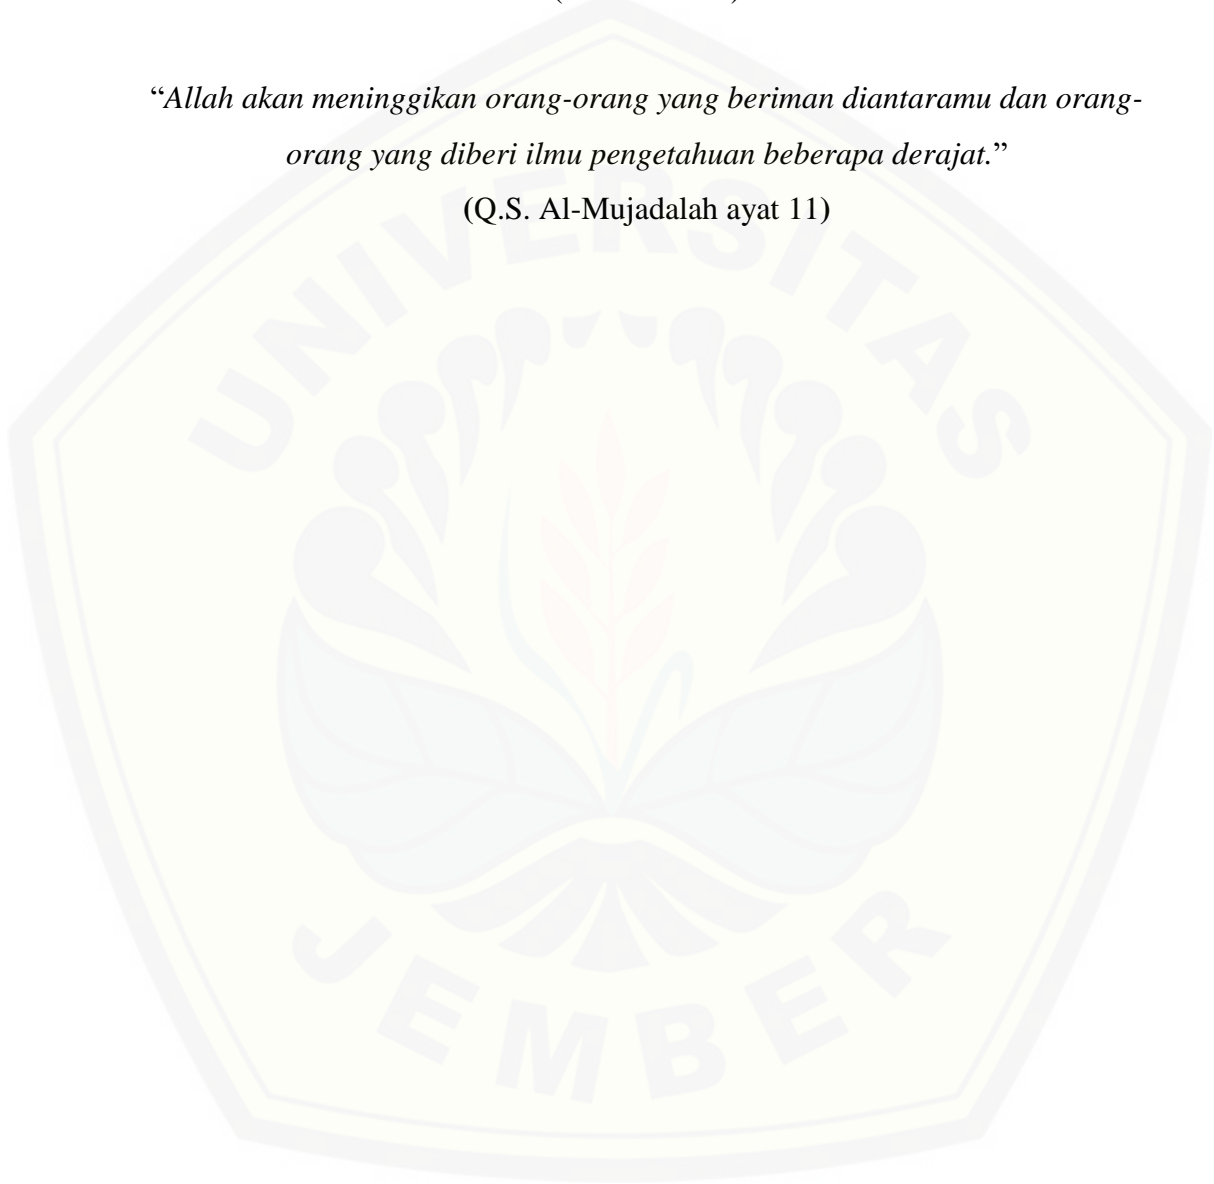 “Allah akan meninggikan orang-orang yang beriman diantaramu dan orang-
orang yang diberi ilmu pengetahuan beberapa derajat.”
(Q.S. Al-Mujadalah ayat 11)
UNIVERSITAS
JEMBER